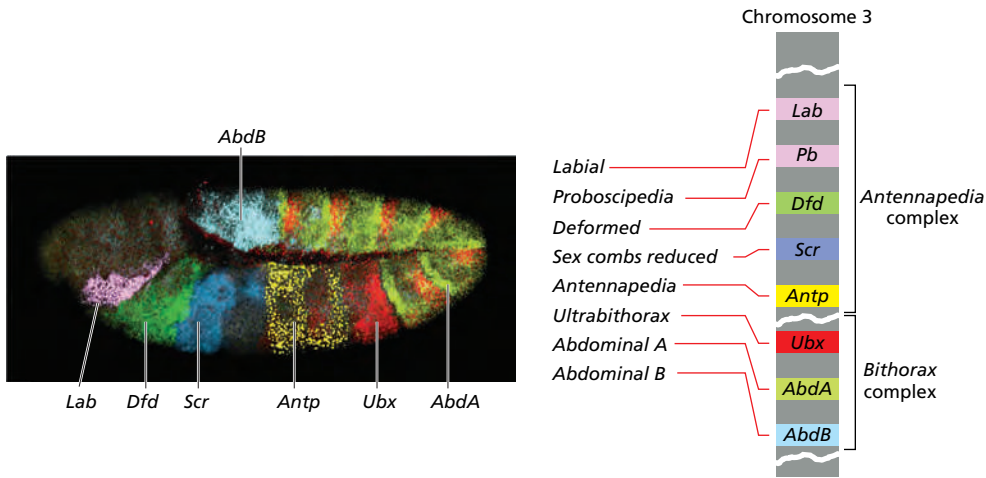 AbdB
Lab
Dfd
Scr
Antp
Ubx
AbdA
Chromosome 3
Labial
Proboscipedia
Deformed
Sex combs reduced
Antennapedia
Ultrabithorax
Abdominal A
Abdominal B
Lab
Pb
Dfd
Scr
Antp
Ubx
AbdA
AbdB
Antennapedia
complex
Bithorax
complex